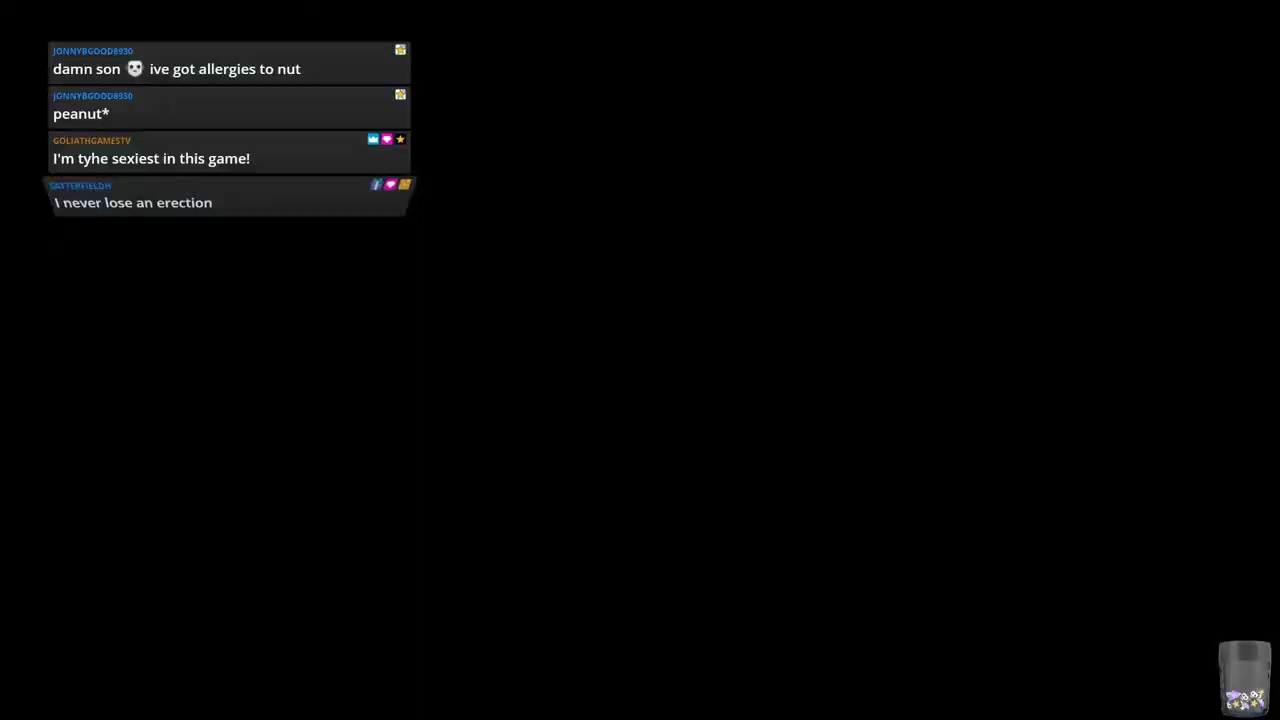 JONNYBGOOD8930
damn son 💀 ive got allergies to nut
JONNYBGOOD8930
peanut*
GOLIATHGAMESTV
I'm tyhe sexiest in this game!
SATTERFIELDH
I never lose an erection